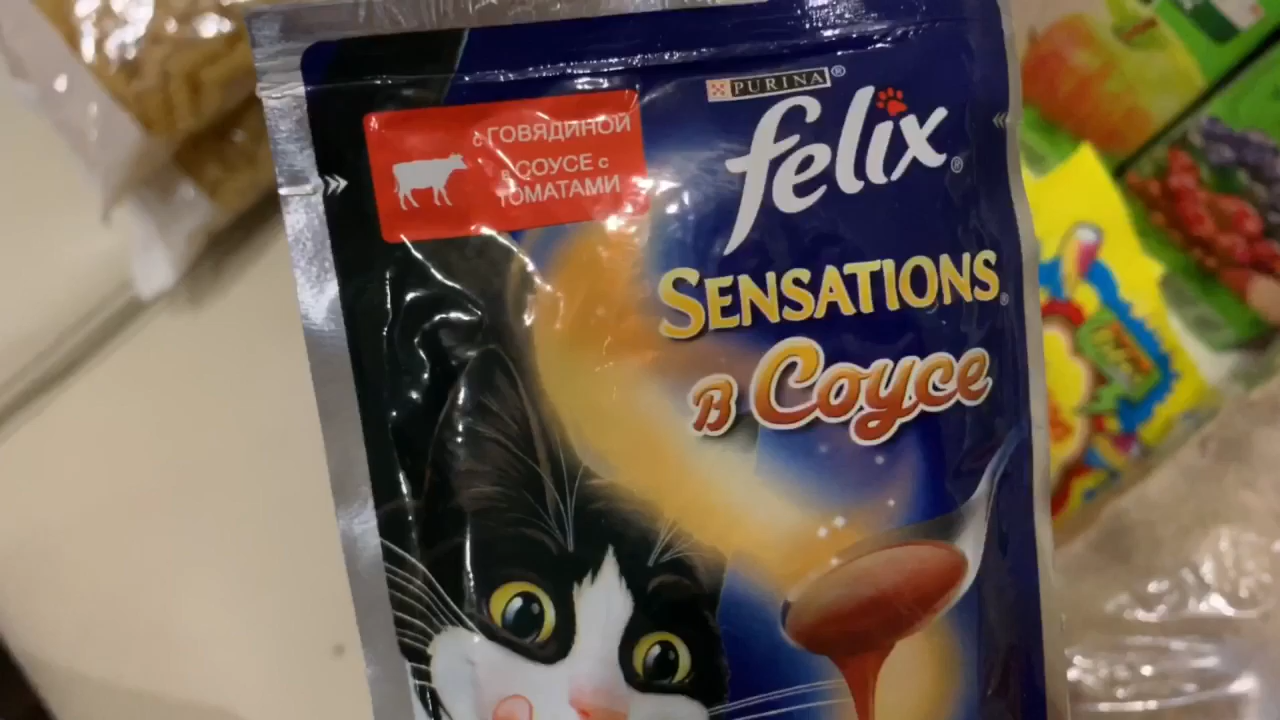 PURINA®
felix®
SENSATIONS®
в Соусе
с ГОВЯДИНОЙ
в СОУСЕ с
ТОМАТАМИ